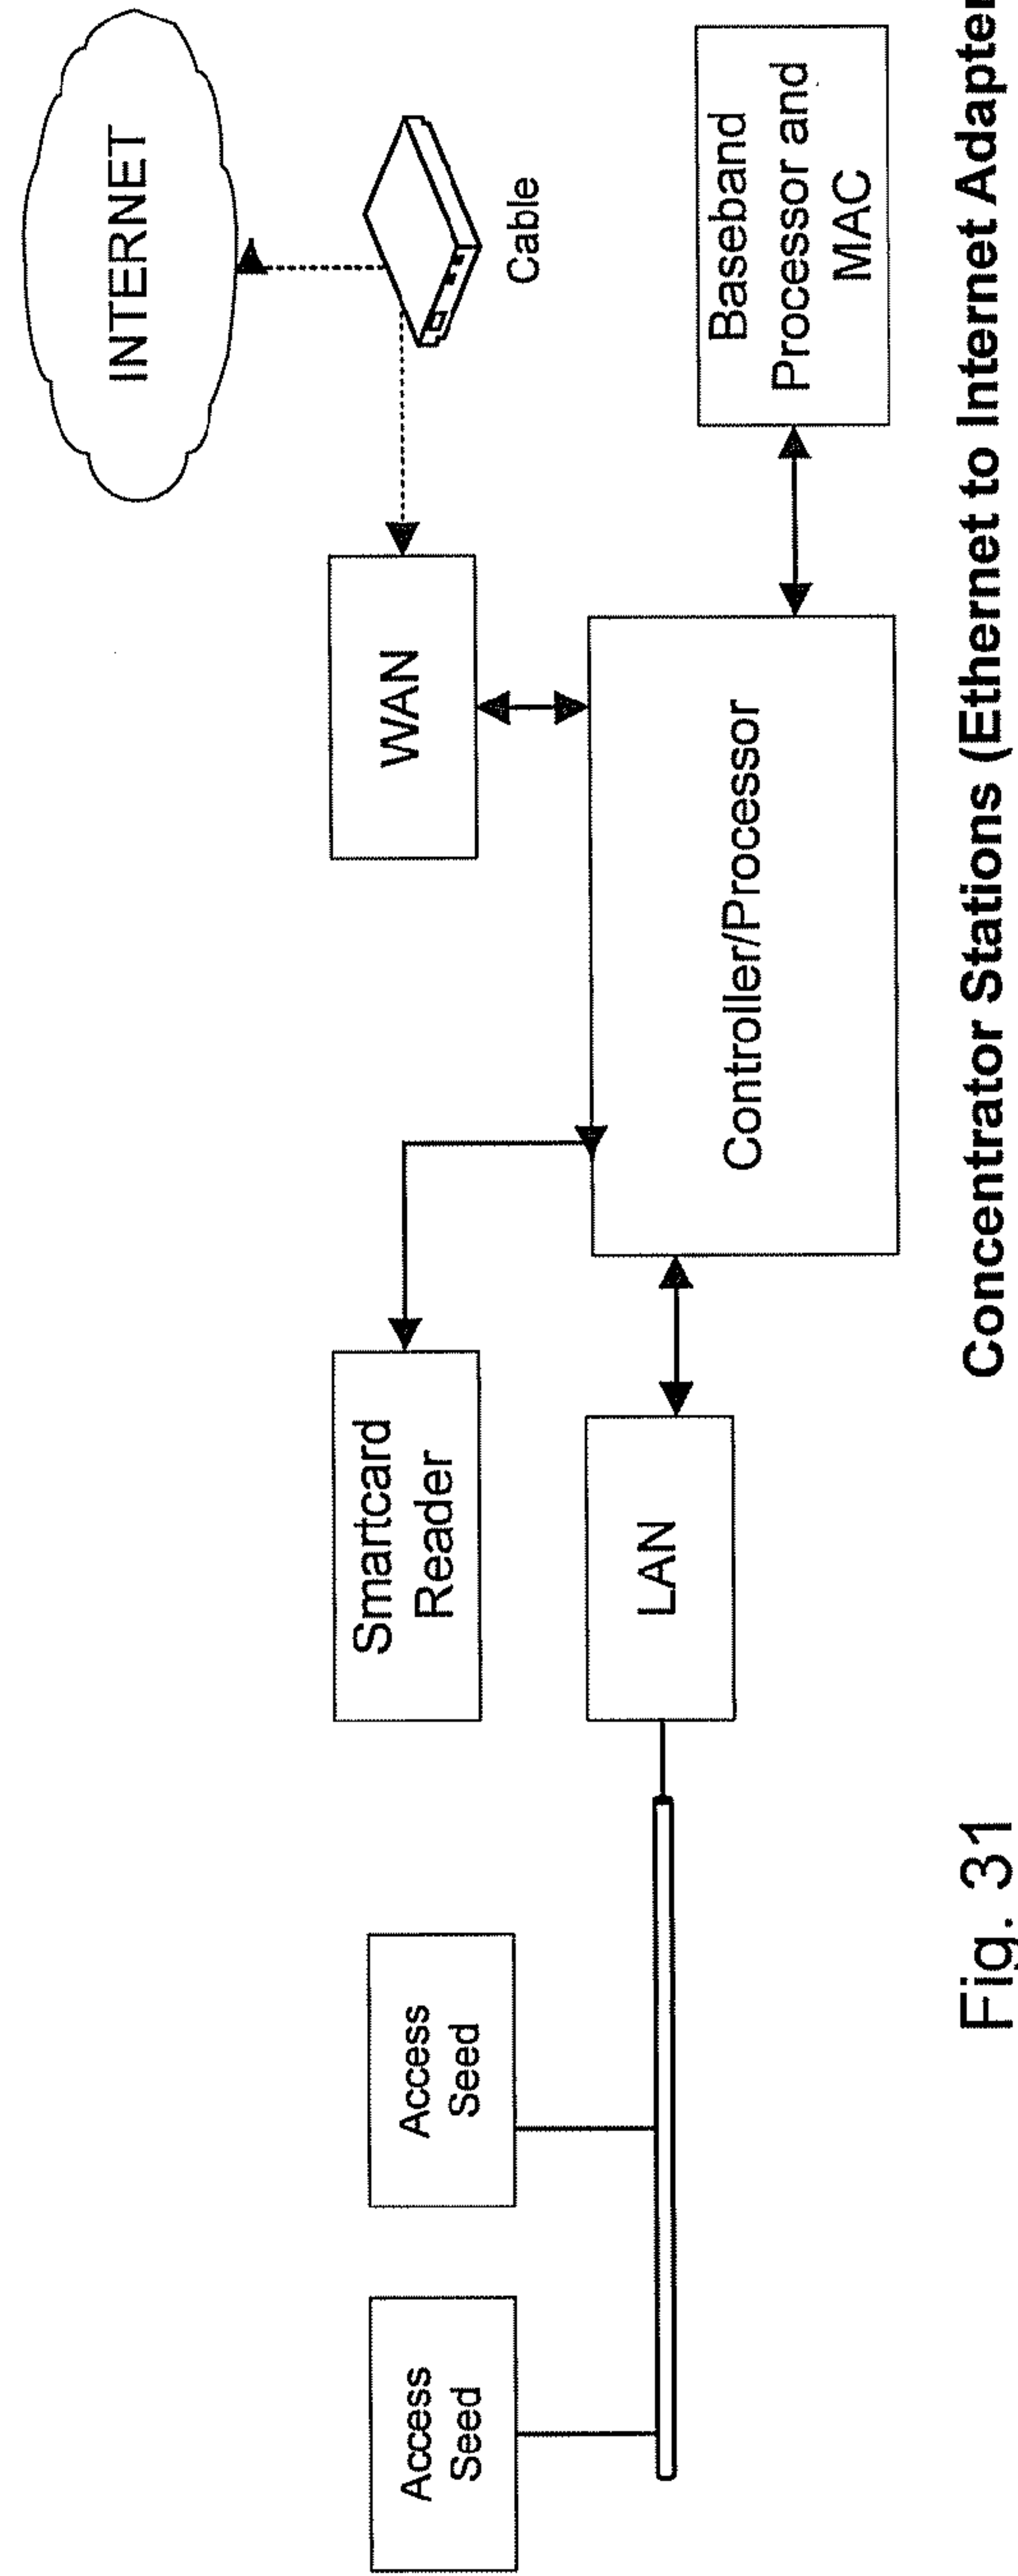 INTERNET
Cable
WAN
Smartcard
Reader
Baseband
Processor and
MAC
Controller/Processor
LAN
Access
Seed
Access
Seed
Concentrator Stations (Ethernet to Internet Adapter
Fig. 31